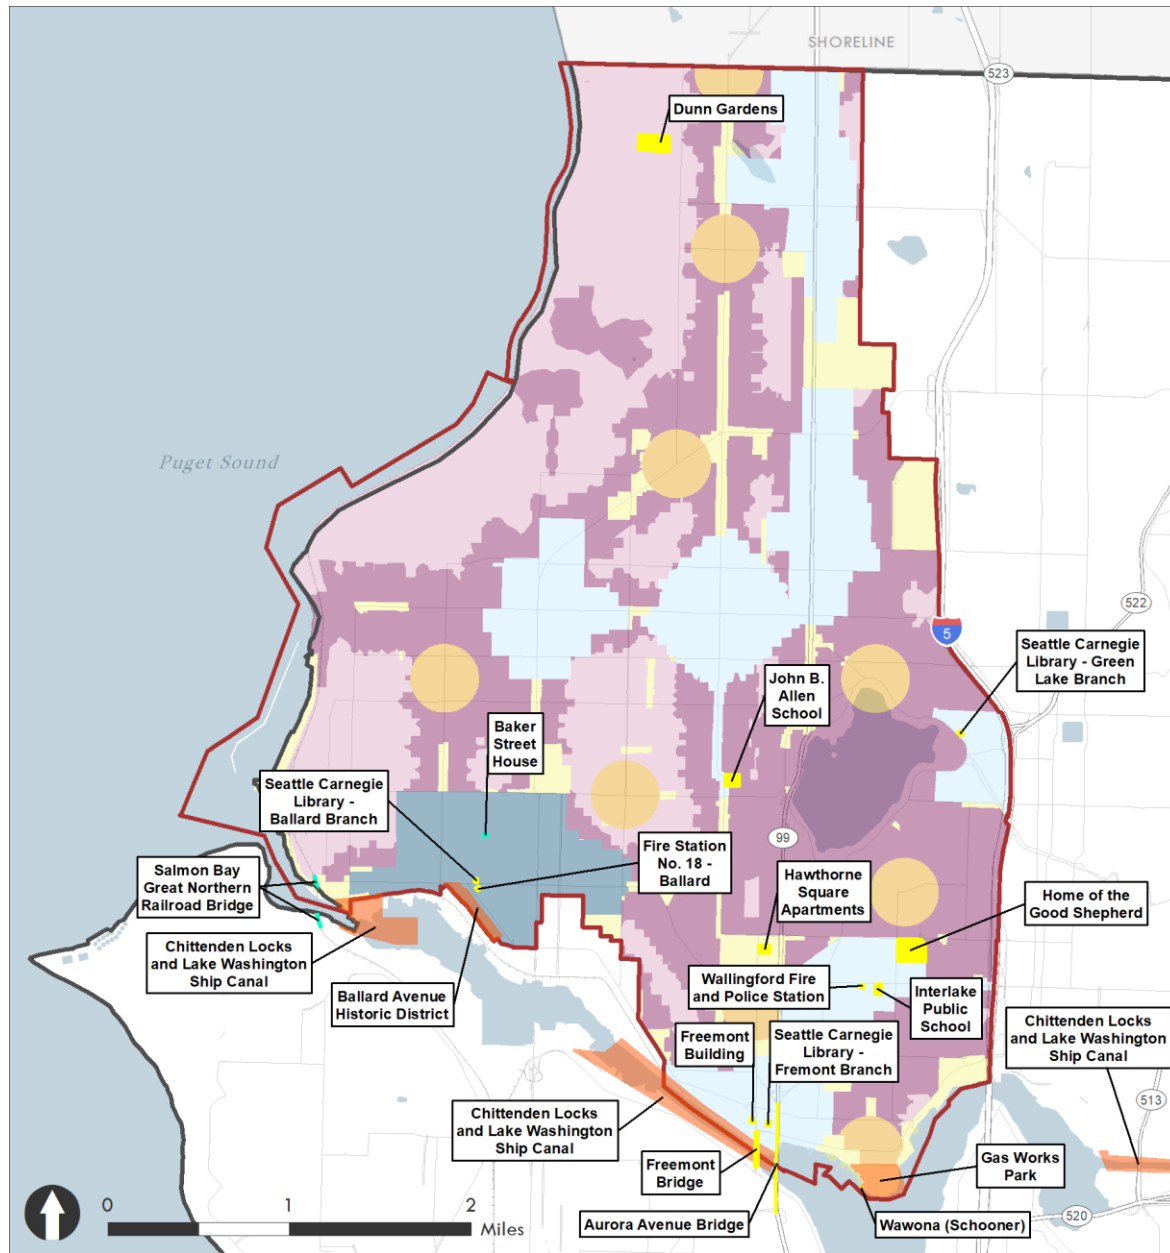 SHORELINE
523
Dunn Gardens
Puget Sound
522
5
Seattle Carnegie
Library - Green
Lake Branch
John B.
Allen
School
Baker
Street
House
Seattle Carnegie
Library -
Ballard Branch
99
Fire Station
No. 18 -
Ballard
Salmon Bay
Great Northern
Railroad Bridge
Hawthorne
Square
Apartments
Home of the
Good Shepherd
Chittenden Locks
and Lake Washington
Ship Canal
Ballard Avenue
Historic District
Wallingford Fire
and Police Station
Interlake
Public
School
Freemont
Building
Seattle Carnegie
Library -
Fremont Branch
Chittenden Locks
and Lake Washington
Ship Canal
513
Chittenden Locks
and Lake Washington
Ship Canal
Freemont
Bridge
Gas Works
Park
Aurora Avenue Bridge
Wawona (Schooner)
520
0 1 2
Miles